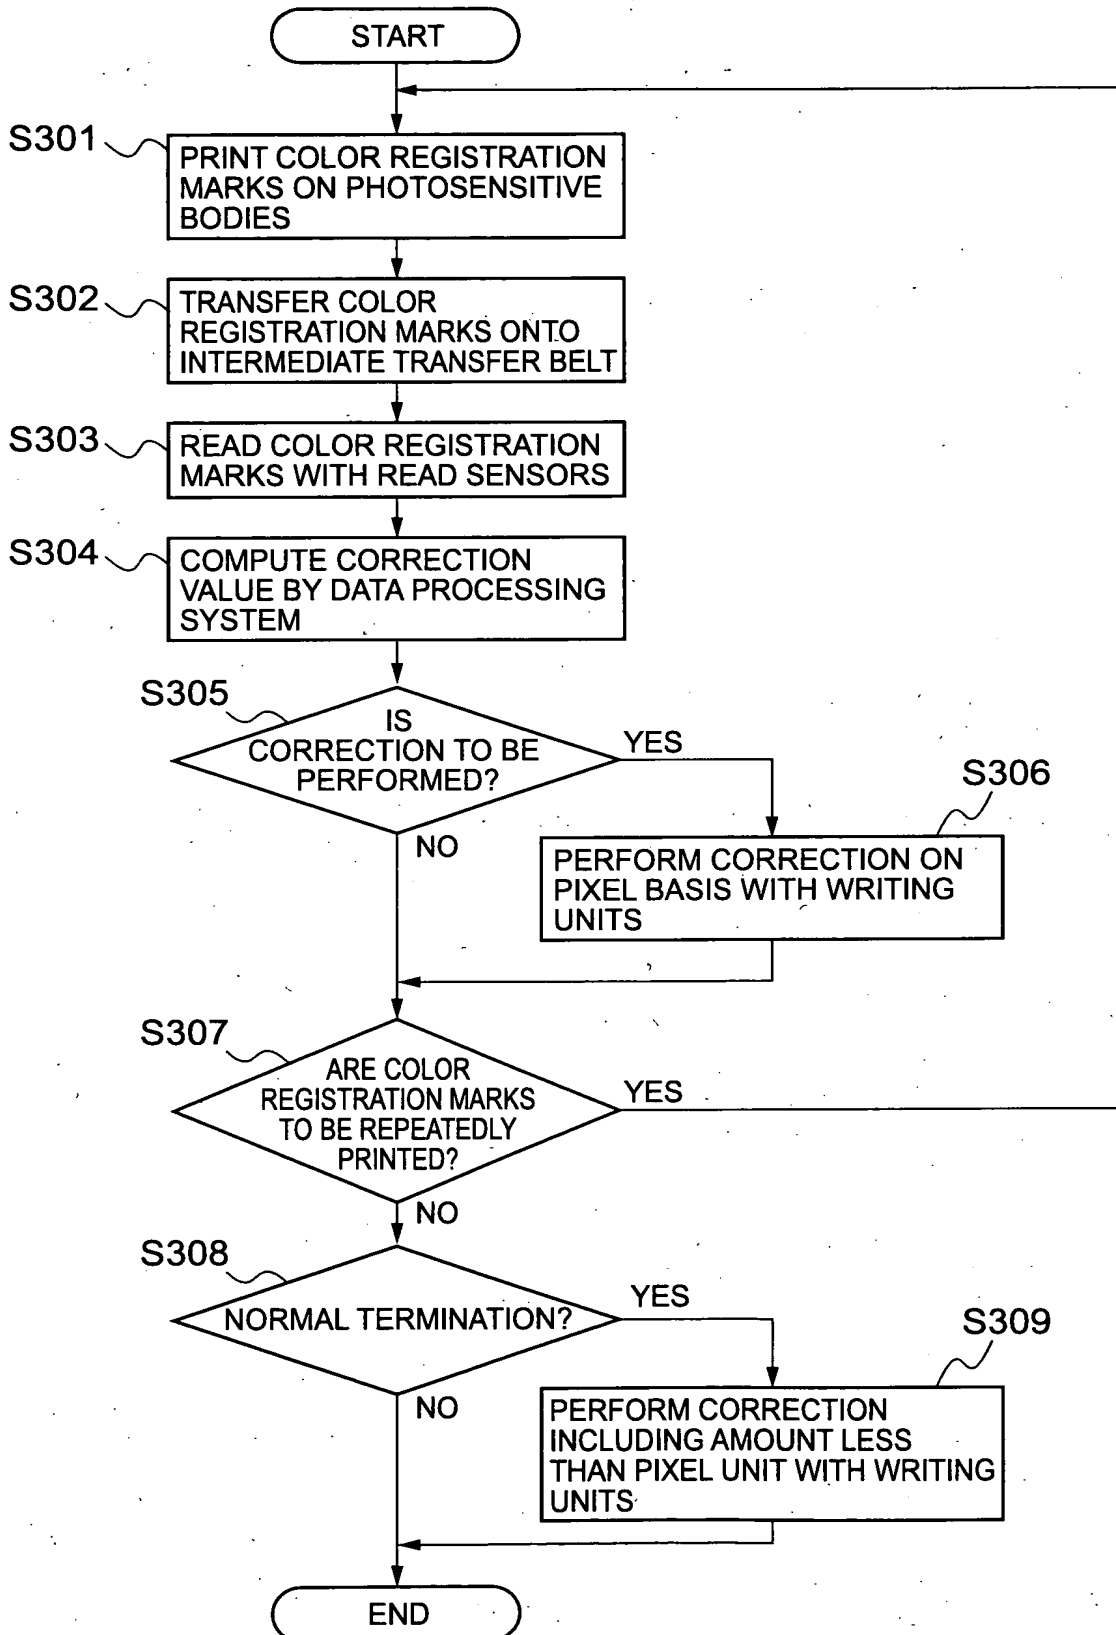 START
S301
PRINT COLOR REGISTRATION
MARKS ON PHOTOSENSITIVE
BODIES
S302
TRANSFER COLOR
REGISTRATION MARKS ONTO
INTERMEDIATE TRANSFER BELT
S303
READ COLOR REGISTRATION
MARKS WITH READ SENSORS
S304
COMPUTE CORRECTION
VALUE BY DATA PROCESSING
SYSTEM
S305
IS
CORRECTION TO BE
PERFORMED?
YES
NO
S306
PERFORM CORRECTION ON
PIXEL BASIS WITH WRITING
UNITS
S307
ARE COLOR
REGISTRATION MARKS
TO BE REPEATEDLY
PRINTED?
YES
NO
S308
NORMAL TERMINATION?
YES
NO
S309
PERFORM CORRECTION
INCLUDING AMOUNT LESS
THAN PIXEL UNIT WITH WRITING
UNITS
END